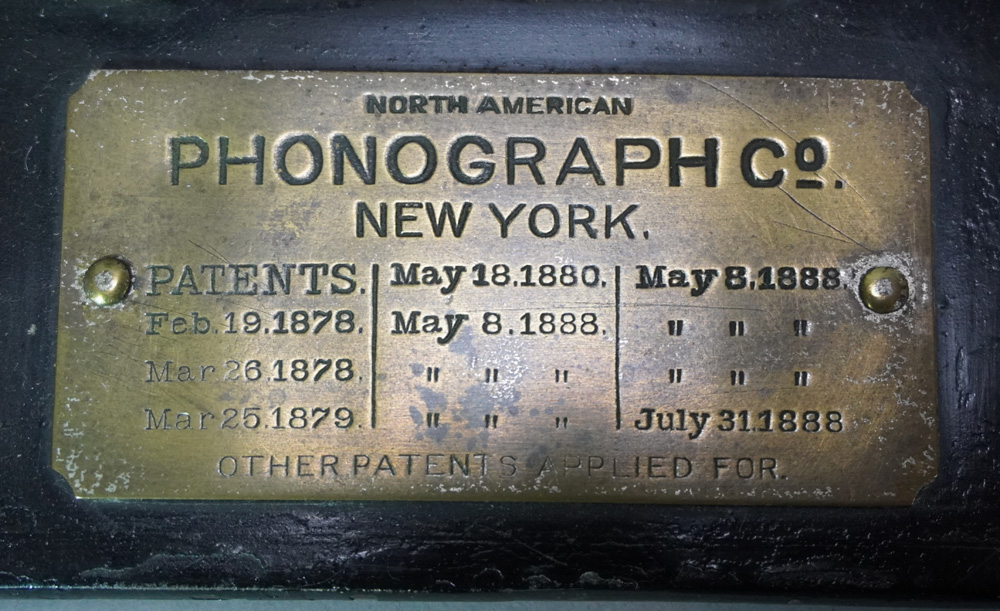 NORTH AMERICAN
PHONOGRAPH Co.
NEW YORK.
PATENTS. May 18.1880. May 8.1888.
Feb.19.1878. May 8.1888. " " "
Mar 26.1878. " " " " " "
Mar 25.1879. " " " July 31.1888
OTHER PATENTS APPLIED FOR.